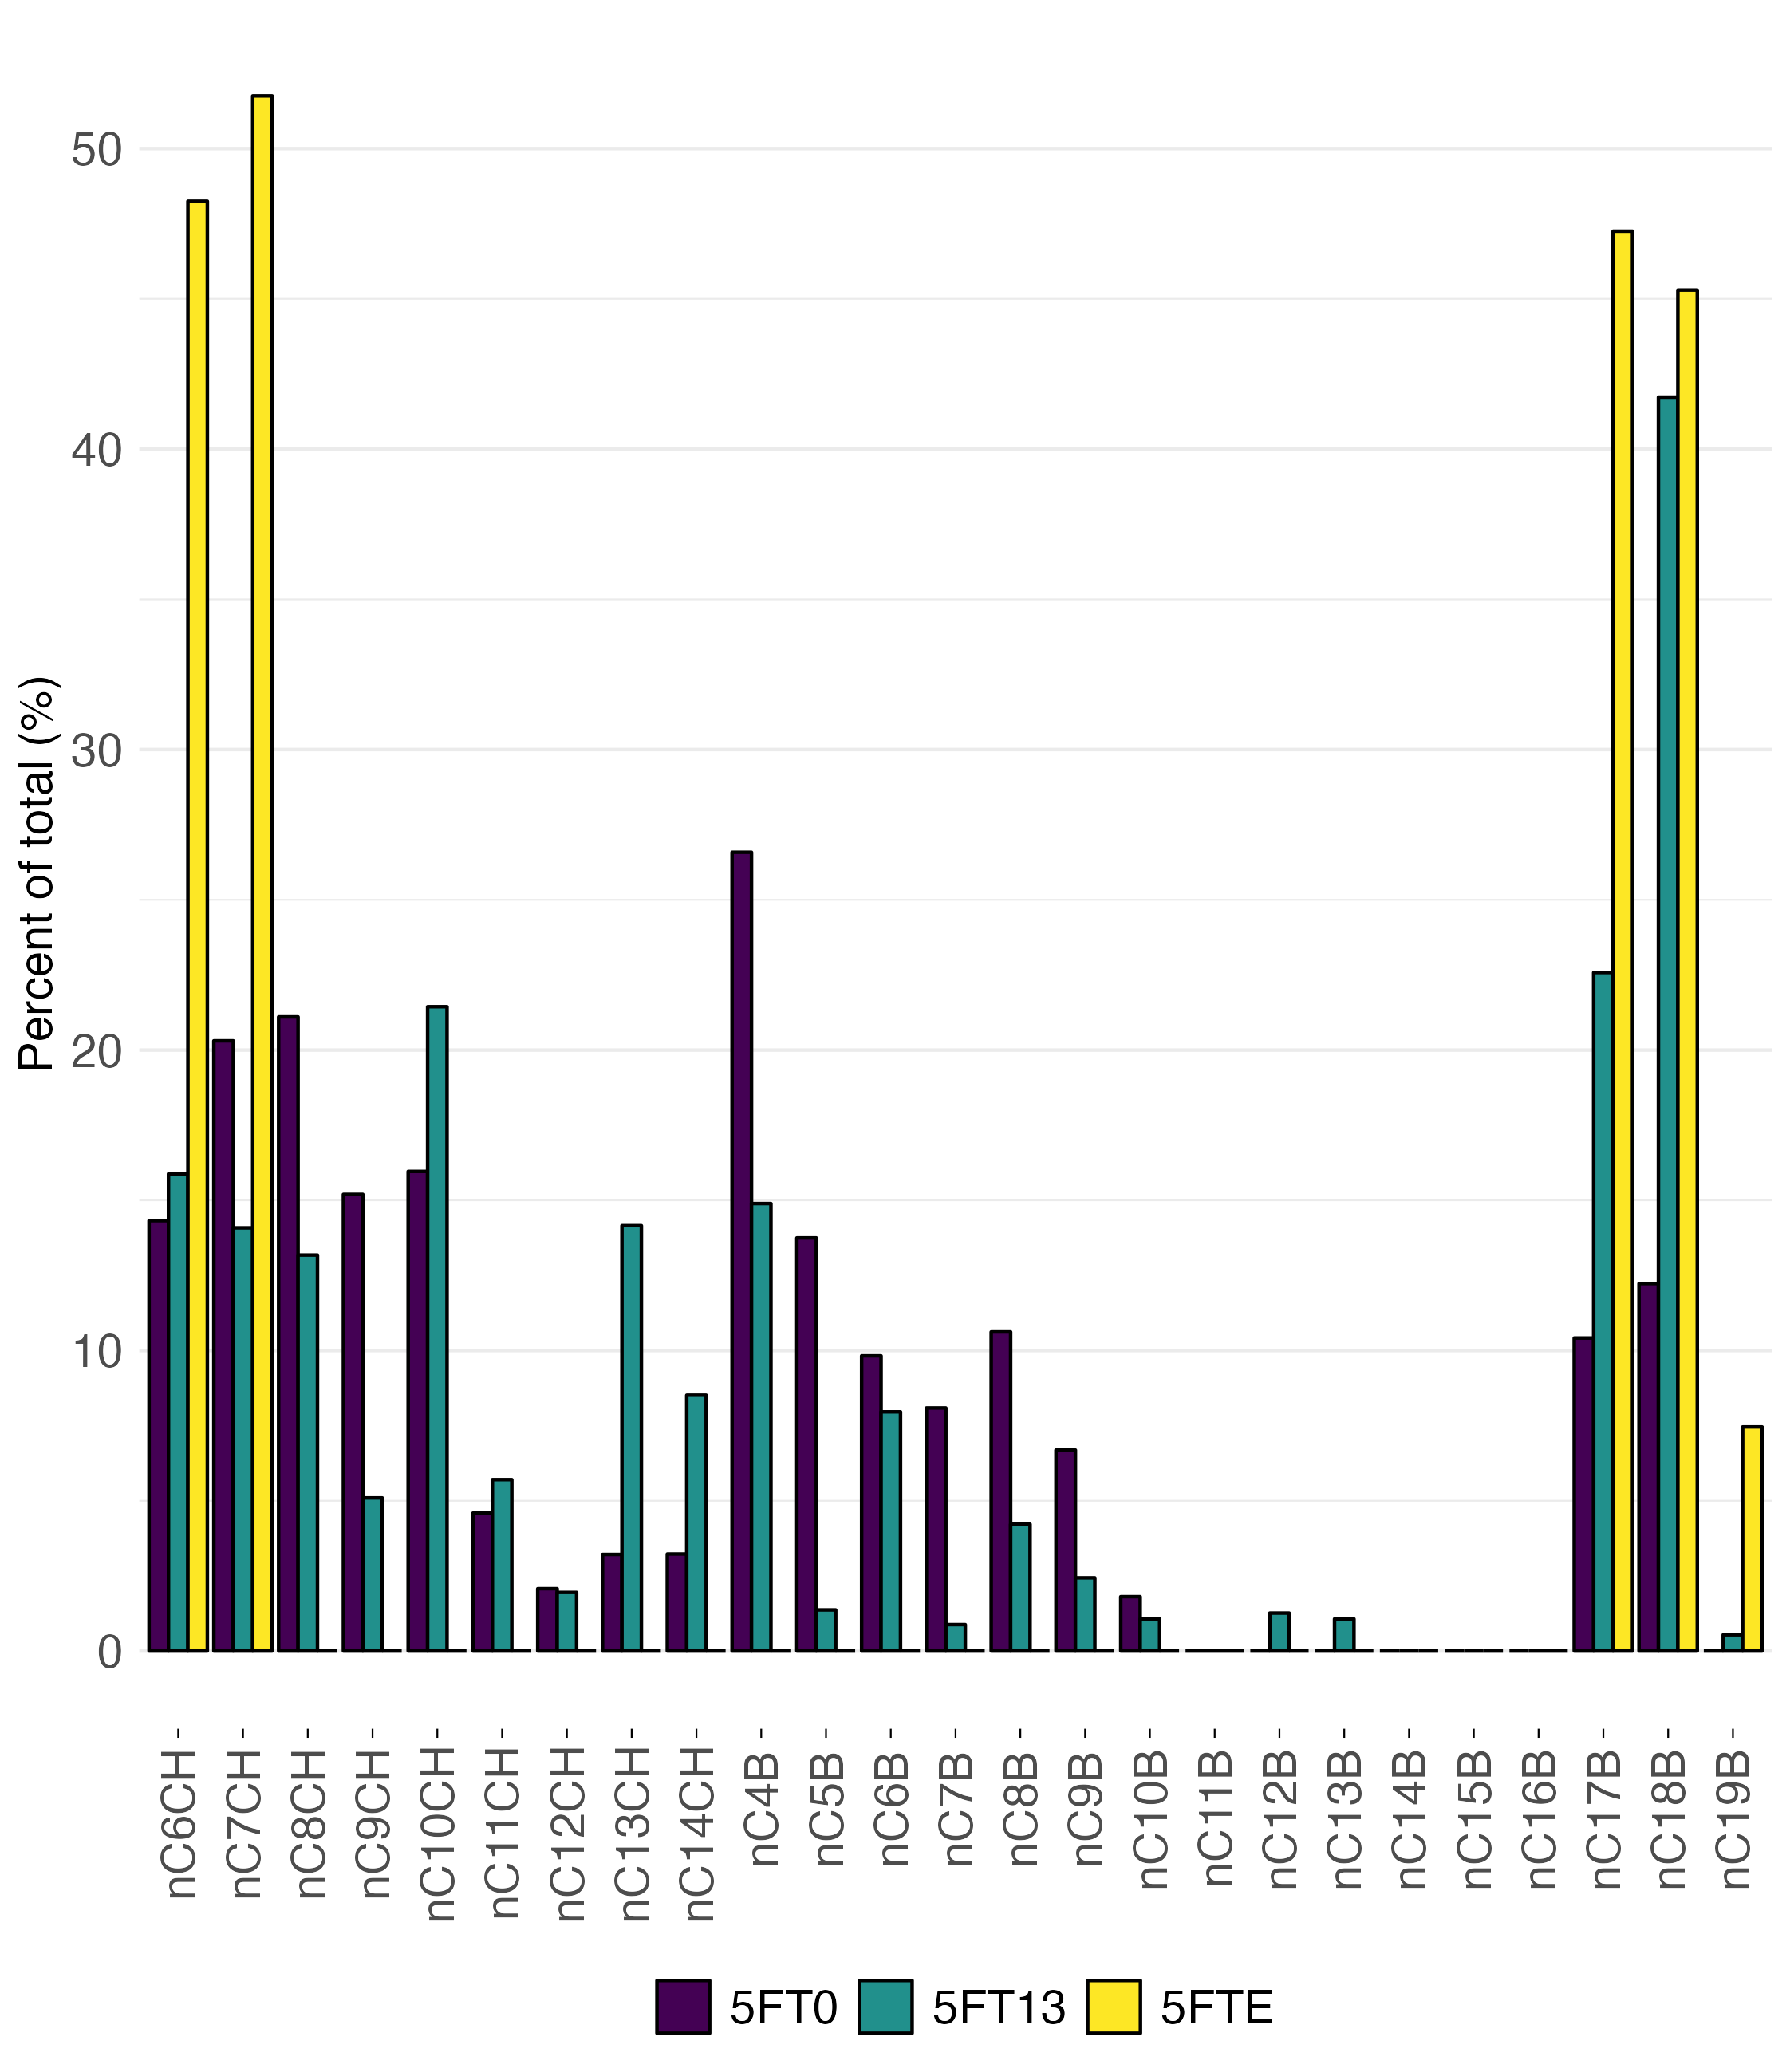 Percent of total (%)
50
40
30
20
10
0
nC6CH
nC7CH
nC8CH
nC9CH
nC10CH
nC11CH
nC12CH
nC13CH
nC14CH
nC4B
nC5B
nC6B
nC7B
nC8B
nC9B
nC10B
nC11B
nC12B
nC13B
nC14B
nC15B
nC16B
nC17B
nC18B
nC19B
5FT0 5FT13 5FTE